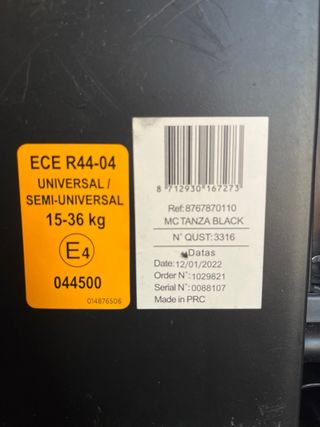 ECE R44-04
UNIVERSAL /
SEMI-UNIVERSAL
15-36 kg
E4
044500
014876506
8 712930 167273
Ref: 8767870110
MC TANZA BLACK
N° QUST: 3316
Datas
Date: 12/01/2022
Order N°: 1029821
Serial N°: 0088107
Made in PRC